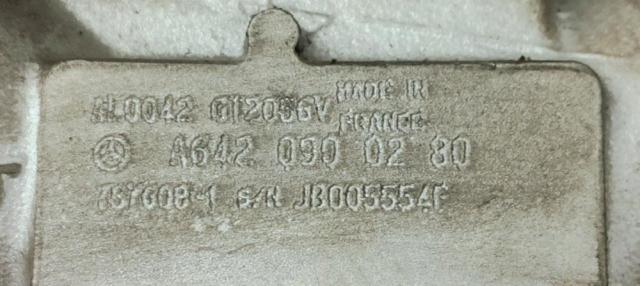 AL0042 GT2056V MADE IN
FRANCE
A642 090 02 80
757608-1 S/N JB005554F